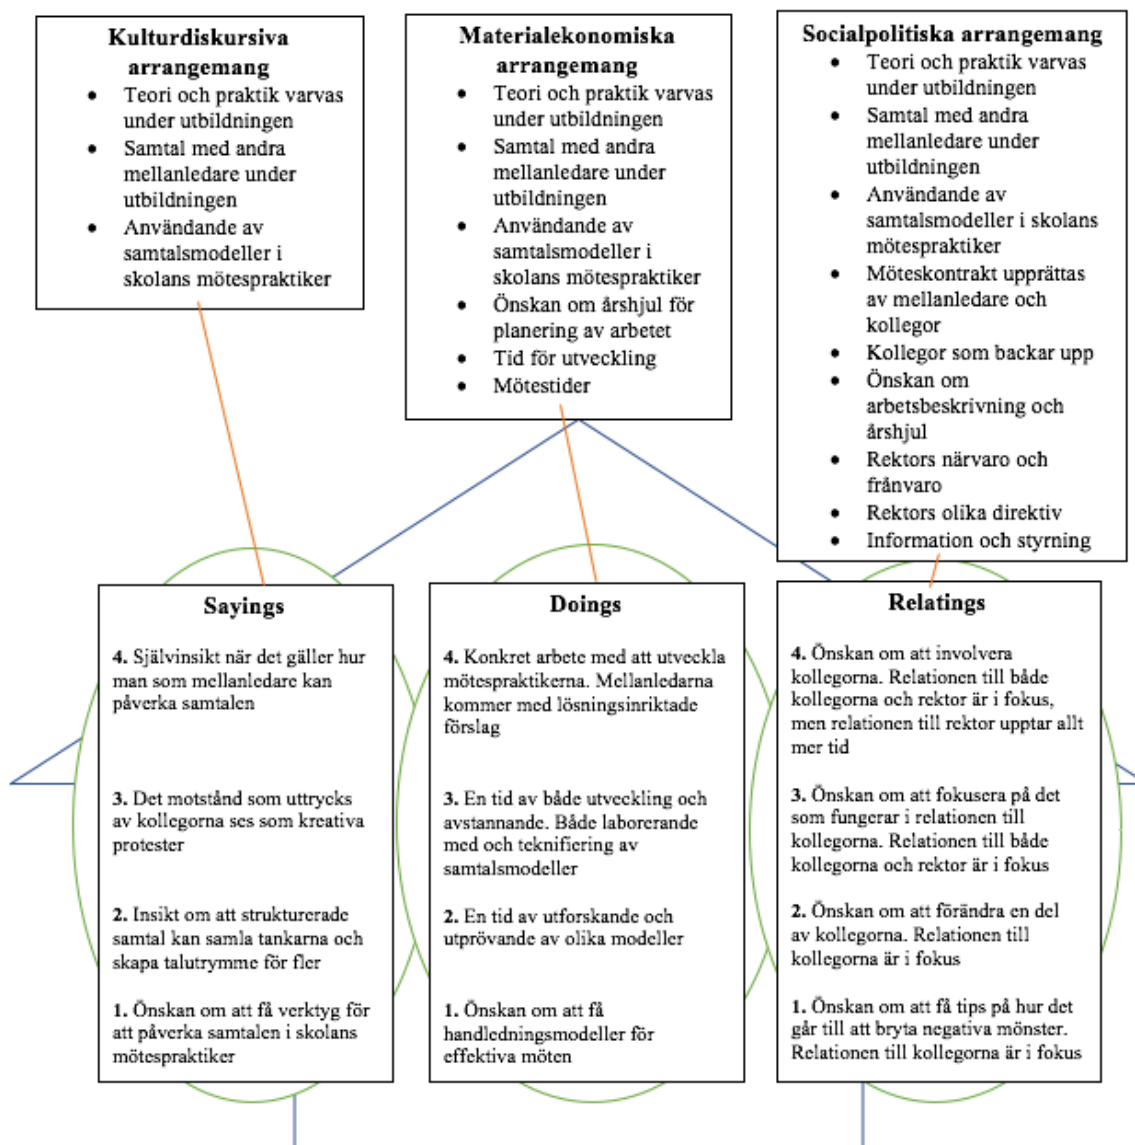 Kulturdiskursiva
arrangemang
• Teori och praktik varvas
under utbildningen
• Samtal med andra
mellanledare under
utbildningen
• Användande av
samtalsmodeller i
skolans mötespraktiker
Materialekonomiska
arrangemang
• Teori och praktik varvas
under utbildningen
• Samtal med andra
mellanledare under
utbildningen
• Användande av
samtalsmodeller i
skolans mötespraktiker
• Önskan om årshjul för
planering av arbetet
• Tid för utveckling
• Mötestider
Socialpolitiska arrangemang
• Teori och praktik varvas
under utbildningen
• Samtal med andra
mellanledare under
utbildningen
• Användande av
samtalsmodeller i skolans
mötespraktiker
• Möteskontrakt upprättas
av mellanledare och
kollegor
• Kollegor som backar upp
• Önskan om
arbetsbeskrivning och
årshjul
• Rektors närvaro och
frånvaro
• Rektors olika direktiv
• Information och styrning
Sayings
4. Självinsikt när det gäller hur
man som mellanledare kan
påverka samtalen
3. Det motstånd som uttrycks
av kollegorna ses som kreativa
protester
2. Insikt om att strukturerade
samtal kan samla tankarna och
skapa talutrymme för fler
1. Önskan om att få verktyg för
att påverka samtalen i skolans
mötespraktiker
Doings
4. Konkret arbete med att utveckla
mötespraktikerna. Mellanledarna
kommer med lösningsinriktade
förslag
3. En tid av både utveckling och
avstannande. Både laborerande
med och teknifiering av
samtalsmodeller
2. En tid av utforskande och
utprövande av olika modeller
1. Önskan om att få
handledningsmodeller för
effektiva möten
Relatings
4. Önskan om att involvera
kollegorna. Relationen till både
kollegorna och rektor är i fokus,
men relationen till rektor upptar allt
mer tid
3. Önskan om att fokusera på det
som fungerar i relationen till
kollegorna. Relationen till både
kollegorna och rektor är i fokus
2. Önskan om att förändra en del
av kollegorna. Relationen till
kollegorna är i fokus
1. Önskan om att få tips på hur det
går till att bryta negativa mönster.
Relationen till kollegorna är i fokus